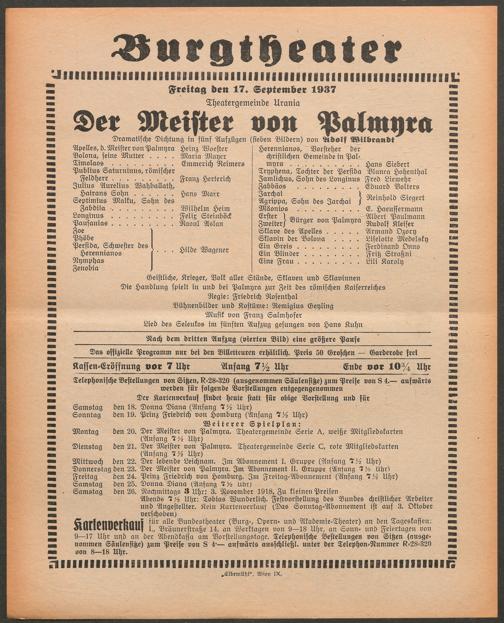 Burgtheater
Freitag den 17. September 1937
Theatergemeinde Urania
Der Meister von Palmyra
Dramatische Dichtung in fünf Aufzügen (sieben Bildern) von Adolf Wilbrandt
Apelles, d. Meister von Palmyra Heinz Woester
Volona, seine Mutter . . . . Maria Mayer
Timolaos . . . . . . . Emmerich Reimers
Publius Saturninus, römischer
Feldherr . . . . . . Franz Herterich
Julius Aurelius Wahballath,
Hairans Sohn . . . . . Hans Marr
Septimius Malku, Sohn des
Faddila . . . . . . Wilhelm Heim
Longinus . . . . . . . Felix Steinböck
Pausanias . . . . . . . Raoul Aslan
Zoe
Phöbe
Persida, Schwester des
Herennianos
Nymphas
Zenobia
Hilde Wagener
Herennianos, Vorsteher der
christlichen Gemeinde in Pal-
myra . . . . . . . . Hans Siebert
Tryphena, Tochter der Persida Blanka Hohenthal
Jamlichus, Sohn des Longinus Fred Liewehr
Zabbäos . . . . . . . Eduard Volters
Jarchai
Agrippa, Sohn des Jarchai
Reinhold Siegert
Mäonios . . . . . . . E. Haeussermann
Erster
Zweiter
Bürger von Palmyra
Albert Paulmann
Rudolf Kiesler
Sklave des Apelles . . . . Armand Ozory
Sklavin der Volona . . . . Liselotte Medelsky
Ein Greis . . . . . . . Ferdinand Onno
Ein Blinder . . . . . . Fritz Straßni
Eine Frau . . . . . . . Lili Karoly
Geistliche, Krieger, Volk aller Stände, Sklaven und Sklavinnen
Die Handlung spielt in und bei Palmyra zur Zeit des römischen Kaiserreiches
Regie: Friedrich Rosenthal
Bühnenbilder und Kostüme: Remigius Geyling
Musik von Franz Salmhofer
Lied des Seleukos im fünften Aufzug gesungen von Hans Kuhn
Nach dem dritten Aufzug (vierten Bild) eine größere Pause
Das offizielle Programm nur bei den Billetteuren erhältlich. Preis 50 Groschen — Garderobe frei
Kassen-Eröffnung vor 7 Uhr Anfang 7½ Uhr Ende vor 10¾ Uhr
Telephonische Bestellungen von Sitzen, R-28-320 (ausgenommen Säulensitze) zum Preise von S 4.— aufwärts
werden für folgende Vorstellungen entgegengenommen
Der Kartenverkauf findet heute statt für obige Vorstellung und für
Samstag den 18. Donna Diana (Anfang 7½ Uhr)
Sonntag den 19. Prinz Friedrich von Homburg (Anfang 7½ Uhr)
Weiterer Spielplan:
Montag den 20. Der Meister von Palmyra. Theatergemeinde Serie A, weiße Mitgliedskarten
(Anfang 7½ Uhr)
Dienstag den 21. Der Meister von Palmyra. Theatergemeinde Serie C, rote Mitgliedskarten
(Anfang 7½ Uhr)
Mittwoch den 22. Der lebende Leichnam. Im Abonnement I. Gruppe (Anfang 7½ Uhr)
Donnerstag den 23. Der Meister von Palmyra. Im Abonnement II. Gruppe (Anfang 7½ Uhr)
Freitag den 24. Prinz Friedrich von Homburg. Im Freitag-Abonnement (Anfang 7½ Uhr)
Samstag den 25. Donna Diana (Anfang 7½ Uhr)
Samstag den 26. Nachmittags 3 Uhr: 3. November 1918, Zu kleinen Preisen
Abends 7½ Uhr: Tobias Wunderlich, Festvorstellung des Bundes christlicher Arbeiter
und Angestellter. Kein Kartenverkauf (Das Sonntag-Abonnement ist auf 3. Oktober
verschoben)
Kartenverkauf für alle Bundestheater (Burg-, Opern- und Akademie-Theater) an den Tageskassen:
I., Bräunerstraße 14, an Werktagen von 9—18 Uhr, an Sonn- und Feiertagen von
9—17 Uhr und an der Abendkassa am Vorstellungstage. Telephonische Bestellungen von Sitzen (ausge-
nommen Säulensitze) zum Preise von S 4·— aufwärts ausschließl. unter der Telephon-Nummer R-28-320
von 8—18 Uhr.
„Elbemühl“, Wien IX.